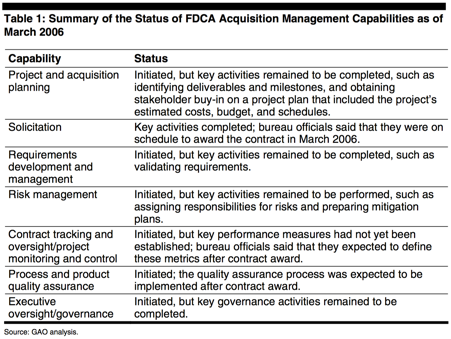 Table 1: Summary of the Status of FDCA Acquisition Management Capabilities as of
March 2006
Capability Status
Project and acquisition Initiated, but key activities remained to be completed, such as
planning identifying deliverables and milestones, and obtaining
stakeholder buy-in on a project plan that included the project's
estimated costs, budget, and schedules.
Solicitation Key activities completed; bureau officials said that they were on
schedule to award the contract in March 2006.
Requirements Initiated, but key activities remained to be completed, such as
development and validating requirements.
management
Risk management Initiated, but key activities remained to be performed, such as
assigning responsibilities for risks and preparing mitigation
plans.
Contract tracking and Initiated, but key performance measures had not yet been
oversight/project established; bureau officials said that they expected to define
monitoring and control these metrics after contract award.
Process and product Initiated; the quality assurance process was expected to be
quality assurance implemented after contract award.
Executive Initiated, but key governance activities remained to be
oversight/governance completed.
Source: GAO analysis.